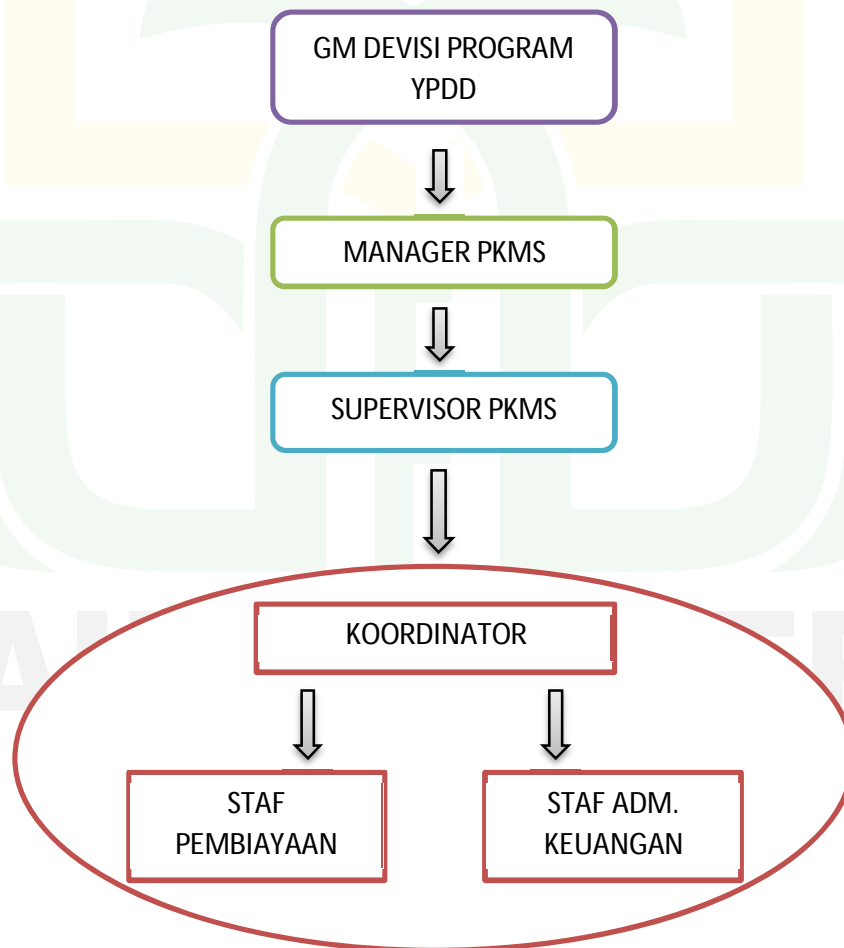 GM DEVISI PROGRAM
YPDD
MANAGER PKMS
SUPERVISOR PKMS
KOORDINATOR
STAF
PEMBIAYAAN
STAF ADM.
KEUANGAN